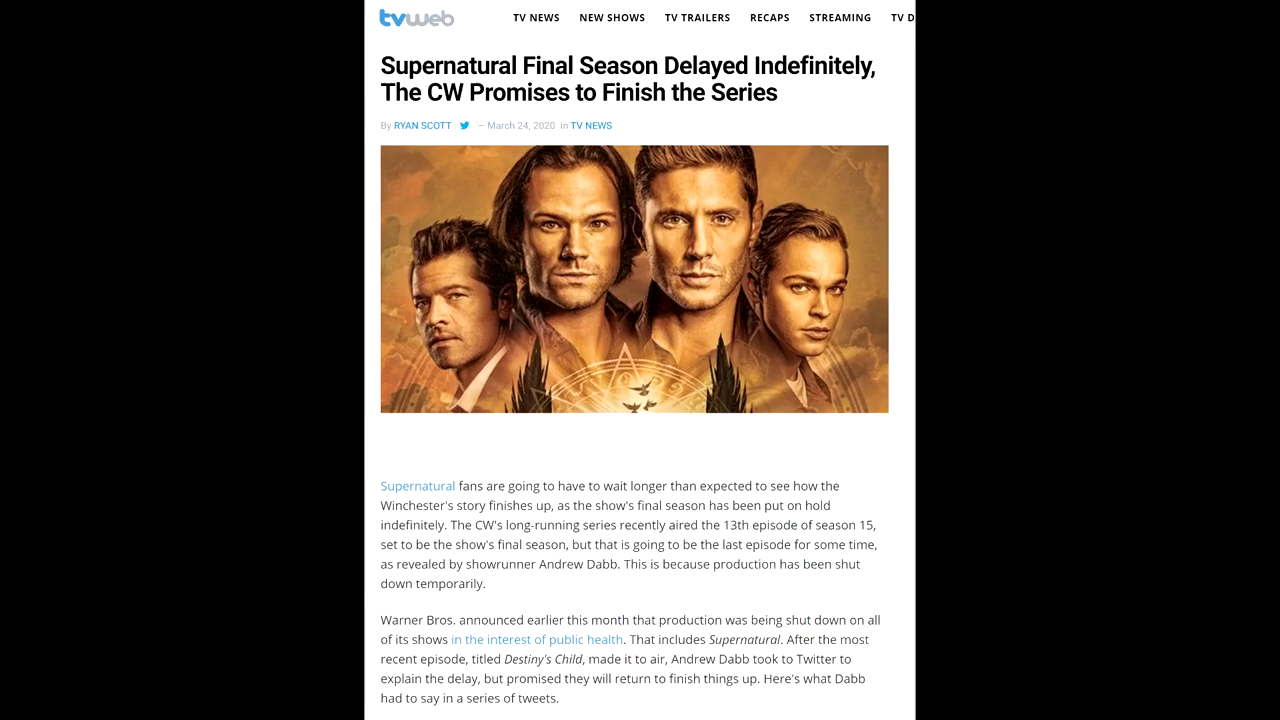 tvweb
TV NEWS NEW SHOWS TV TRAILERS RECAPS STREAMING TV D
Supernatural Final Season Delayed Indefinitely,
The CW Promises to Finish the Series
By RYAN SCOTT — March 24, 2020 in TV NEWS
Supernatural fans are going to have to wait longer than expected to see how the
Winchester's story finishes up, as the show's final season has been put on hold
indefinitely. The CW's long-running series recently aired the 13th episode of season 15,
set to be the show's final season, but that is going to be the last episode for some time,
as revealed by showrunner Andrew Dabb. This is because production has been shut
down temporarily.
Warner Bros. announced earlier this month that production was being shut down on all
of its shows in the interest of public health. That includes Supernatural. After the most
recent episode, titled Destiny's Child, made it to air, Andrew Dabb took to Twitter to
explain the delay, but promised they will return to finish things up. Here's what Dabb
had to say in a series of tweets.